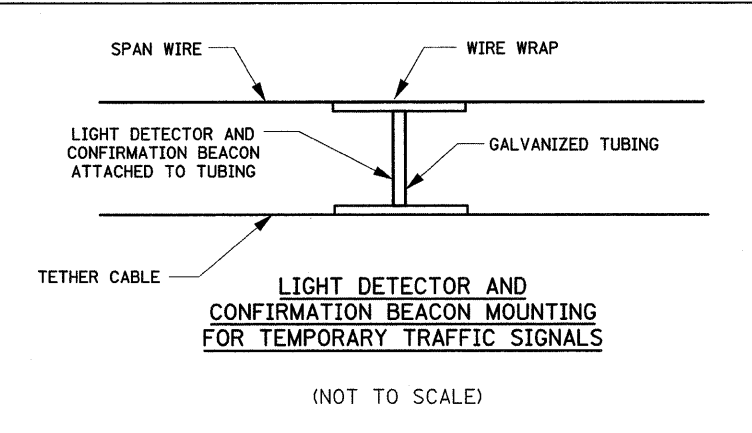 SPAN WIRE
WIRE WRAP
LIGHT DETECTOR AND
CONFIRMATION BEACON
ATTACHED TO TUBING
GALVANIZED TUBING
TETHER CABLE
LIGHT DETECTOR AND
CONFIRMATION BEACON MOUNTING
FOR TEMPORARY TRAFFIC SIGNALS
(NOT TO SCALE)